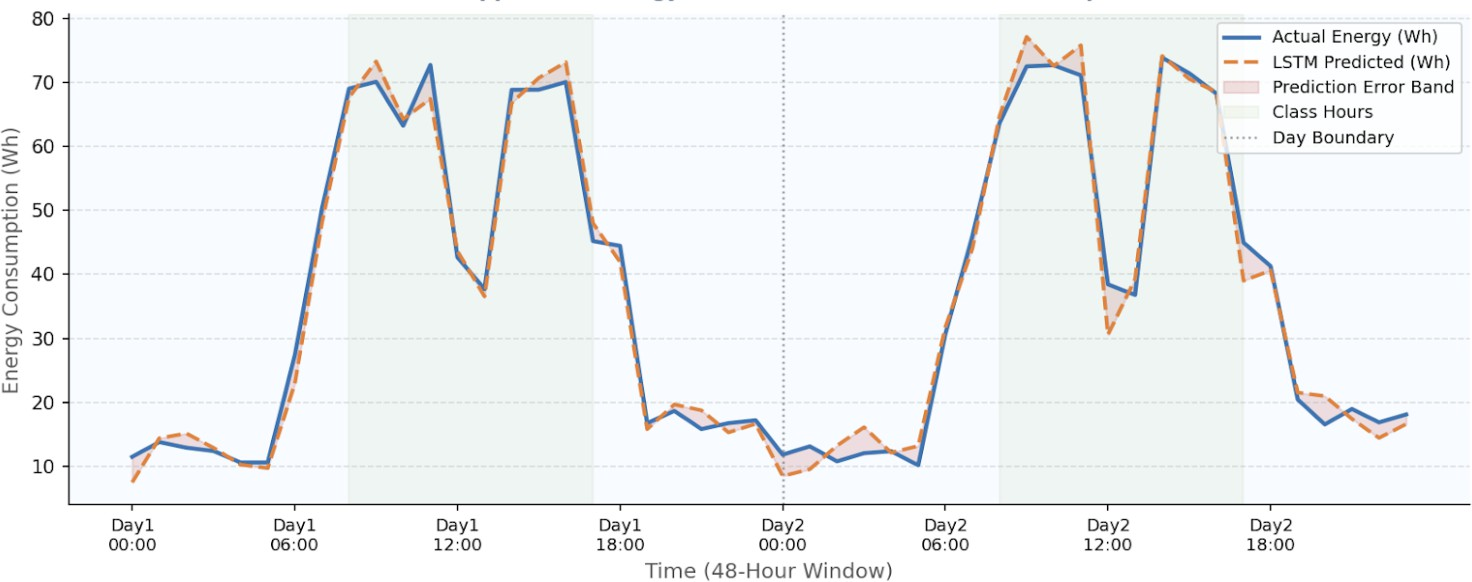 80
70
60
50
40
30
20
10
Energy Consumption (Wh)
Actual Energy (Wh)
LSTM Predicted (Wh)
Prediction Error Band
Class Hours
Day Boundary
Day1 Day1 Day1 Day1 Day2 Day2 Day2 Day2
00:00 06:00 12:00 18:00 00:00 06:00 12:00 18:00
Time (48-Hour Window)